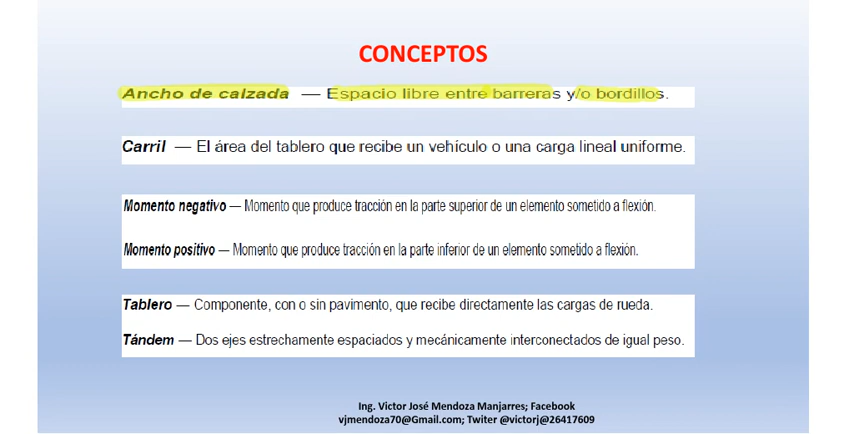 CONCEPTOS
Ancho de calzada — Espacio libre entre barreras y/o bordillos.
Carril — El área del tablero que recibe un vehículo o una carga lineal uniforme.
Momento negativo — Momento que produce tracción en la parte superior de un elemento sometido a flexión.
Momento positivo — Momento que produce tracción en la parte inferior de un elemento sometido a flexión.
Tablero — Componente, con o sin pavimento, que recibe directamente las cargas de rueda.
Tándem — Dos ejes estrechamente espaciados y mecánicamente interconectados de igual peso.
Ing. Victor José Mendoza Manjarres; Facebook
vjmendoza70@Gmail.com; Twiter @victorj@26417609